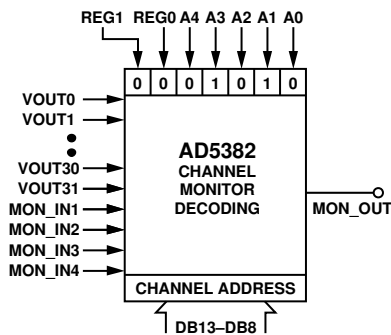 REG1 REG0 A4 A3 A2 A1 A0
0 0 0 1 0 1 0
VOUT0
VOUT1
VOUT30
VOUT31
MON_IN1
MON_IN2
MON_IN3
MON_IN4
AD5382
CHANNEL
MONITOR
DECODING
MON_OUT
CHANNEL ADDRESS
DB13–DB8